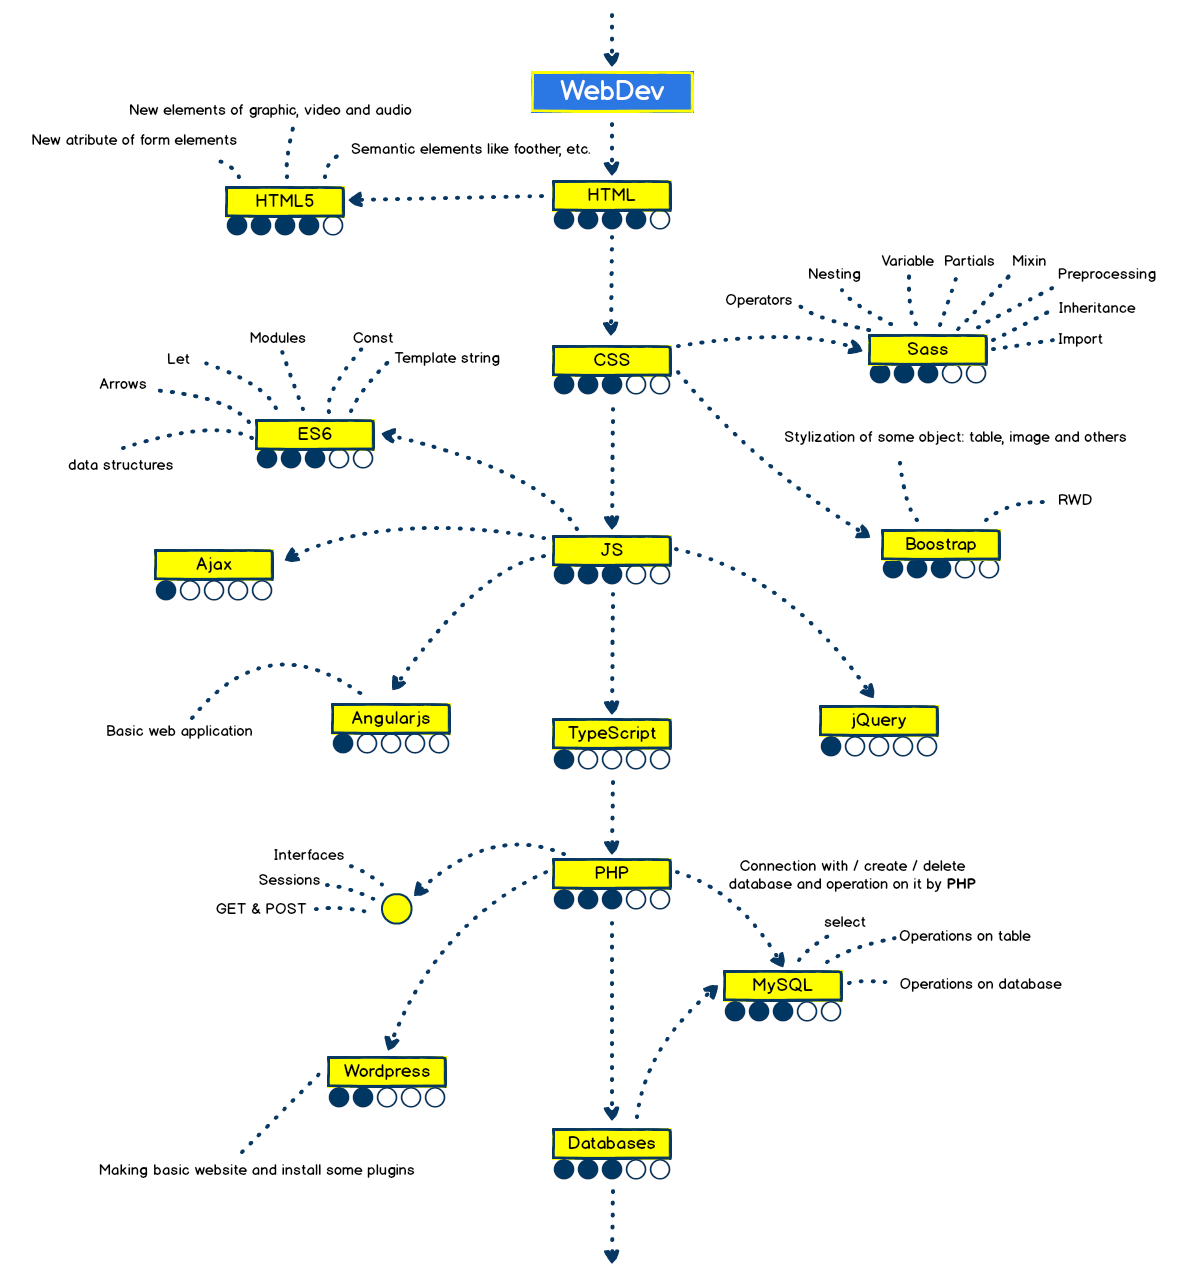 WebDev
New elements of graphic, video and audio
New atribute of form elements
Semantic elements like foother, etc.
HTML5
HTML
Variable
Partials
Mixin
Nesting
Preprocessing
Operators
Inheritance
Import
Sass
Modules
Const
Let
Template string
Arrows
CSS
ES6
data structures
Stylization of some object: table, image and others
RWD
Boostrap
JS
Ajax
Basic web application
Angularjs
TypeScript
jQuery
Interfaces
Sessions
GET & POST
PHP
Connection with / create / delete
database and operation on it by PHP
select
Operations on table
MySQL
Operations on database
Wordpress
Databases
Making basic website and install some plugins